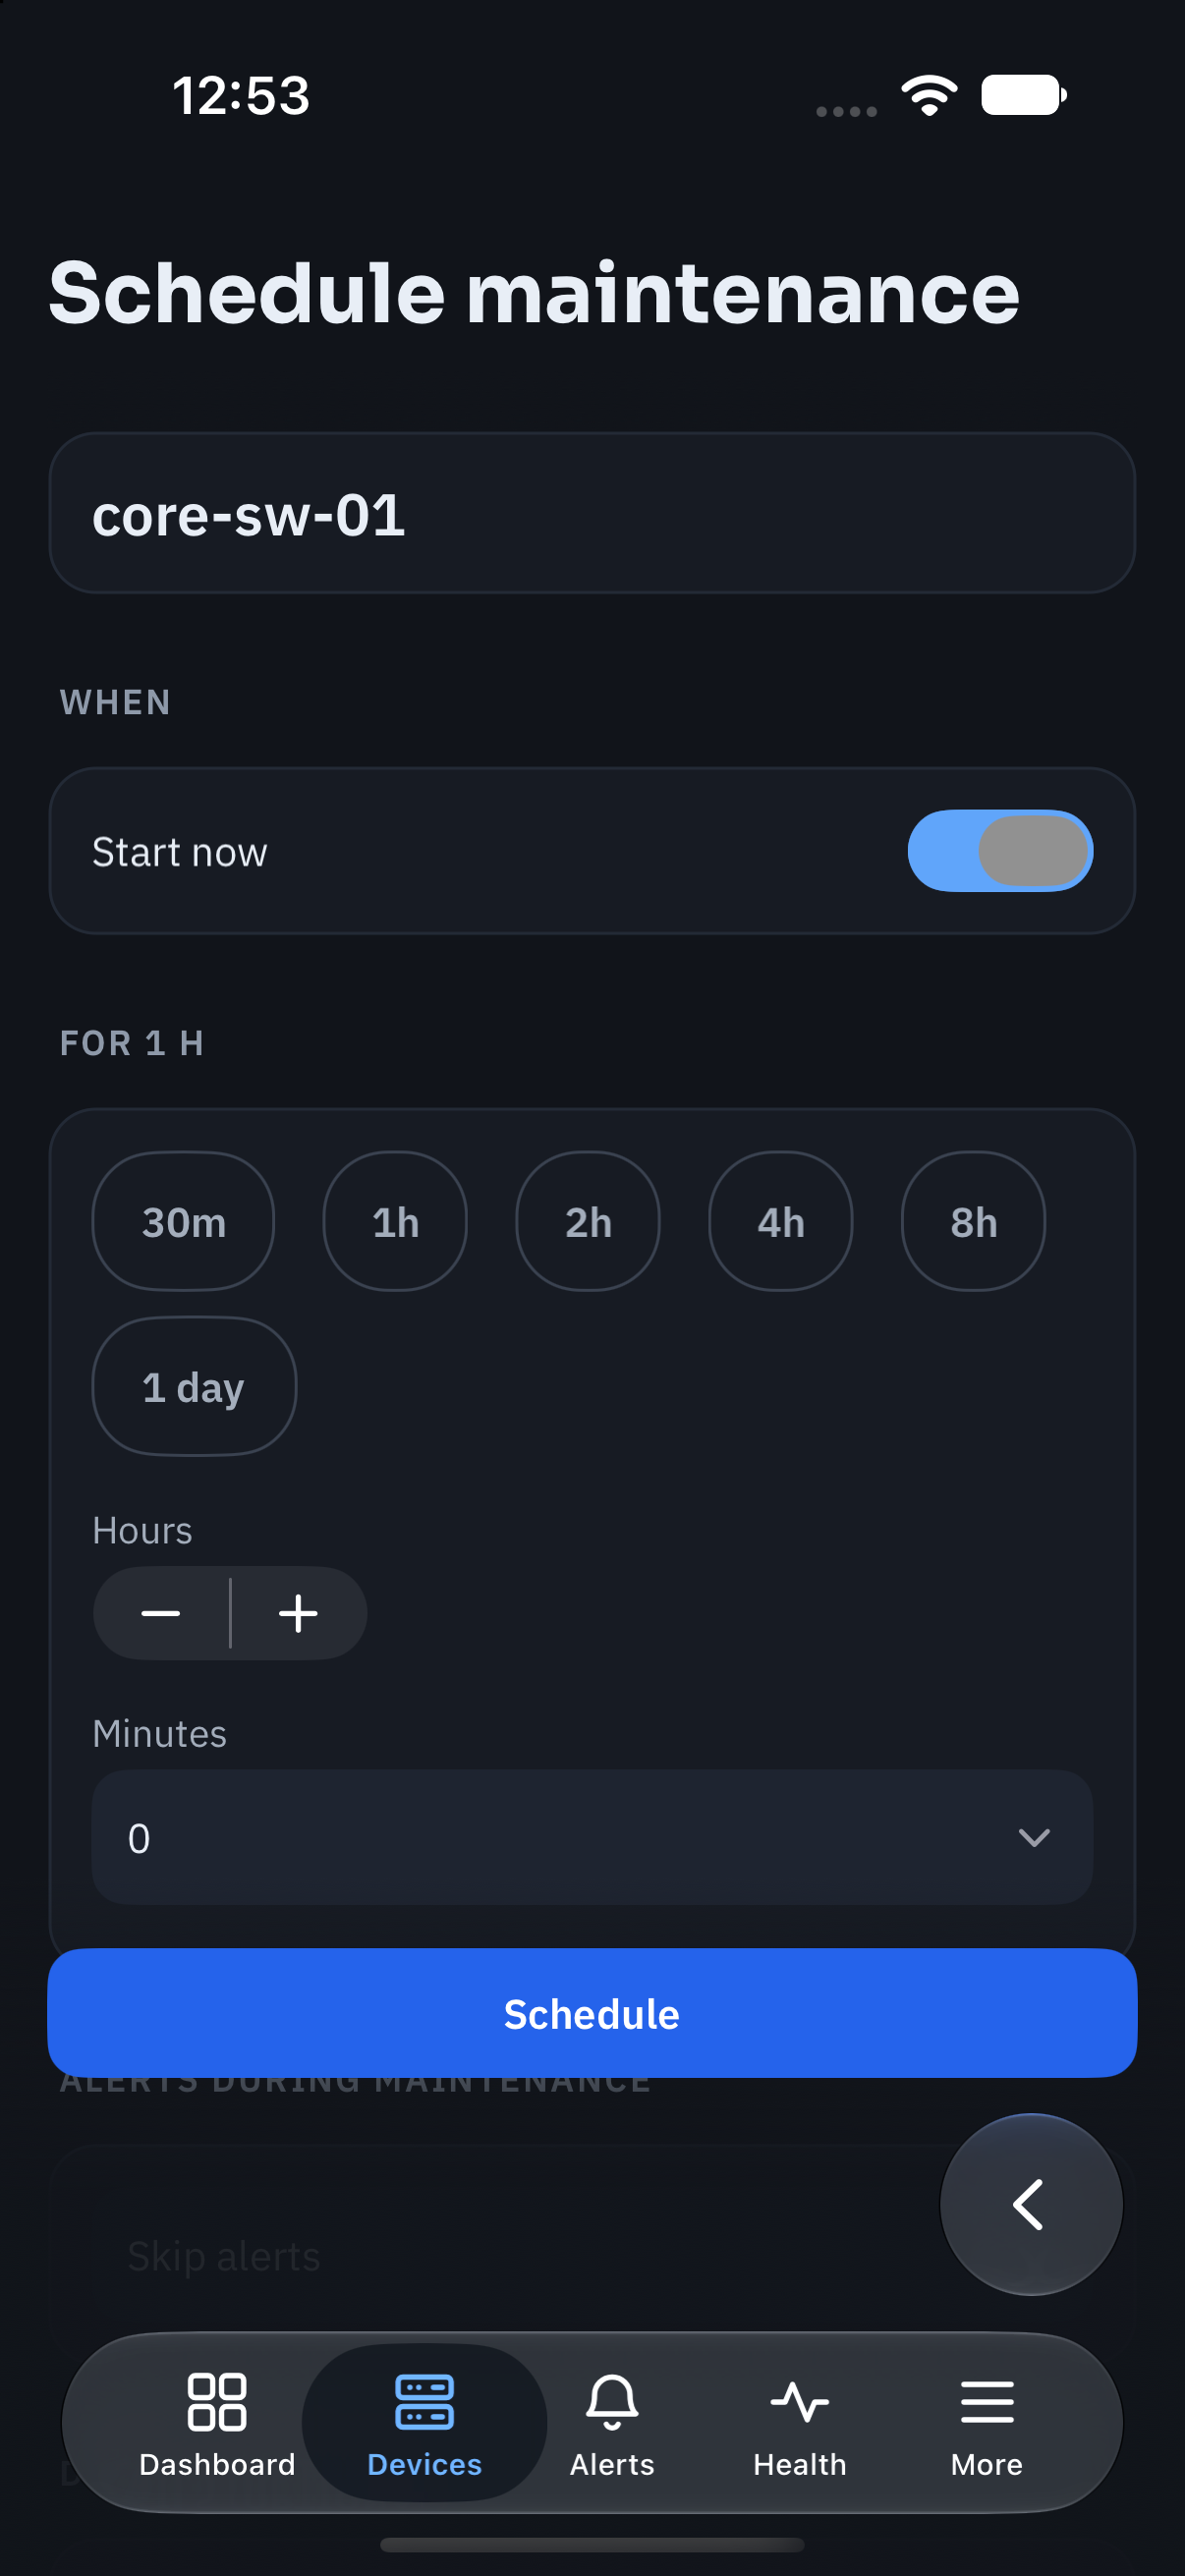 12:53
Schedule maintenance
core-sw-01
WHEN
Start now
FOR 1 H
30m 1h 2h 4h 8h
1 day
Hours
Minutes
0
Schedule
ALERTS DURING MAINTENANCE
Skip alerts
Dashboard Devices Alerts Health More